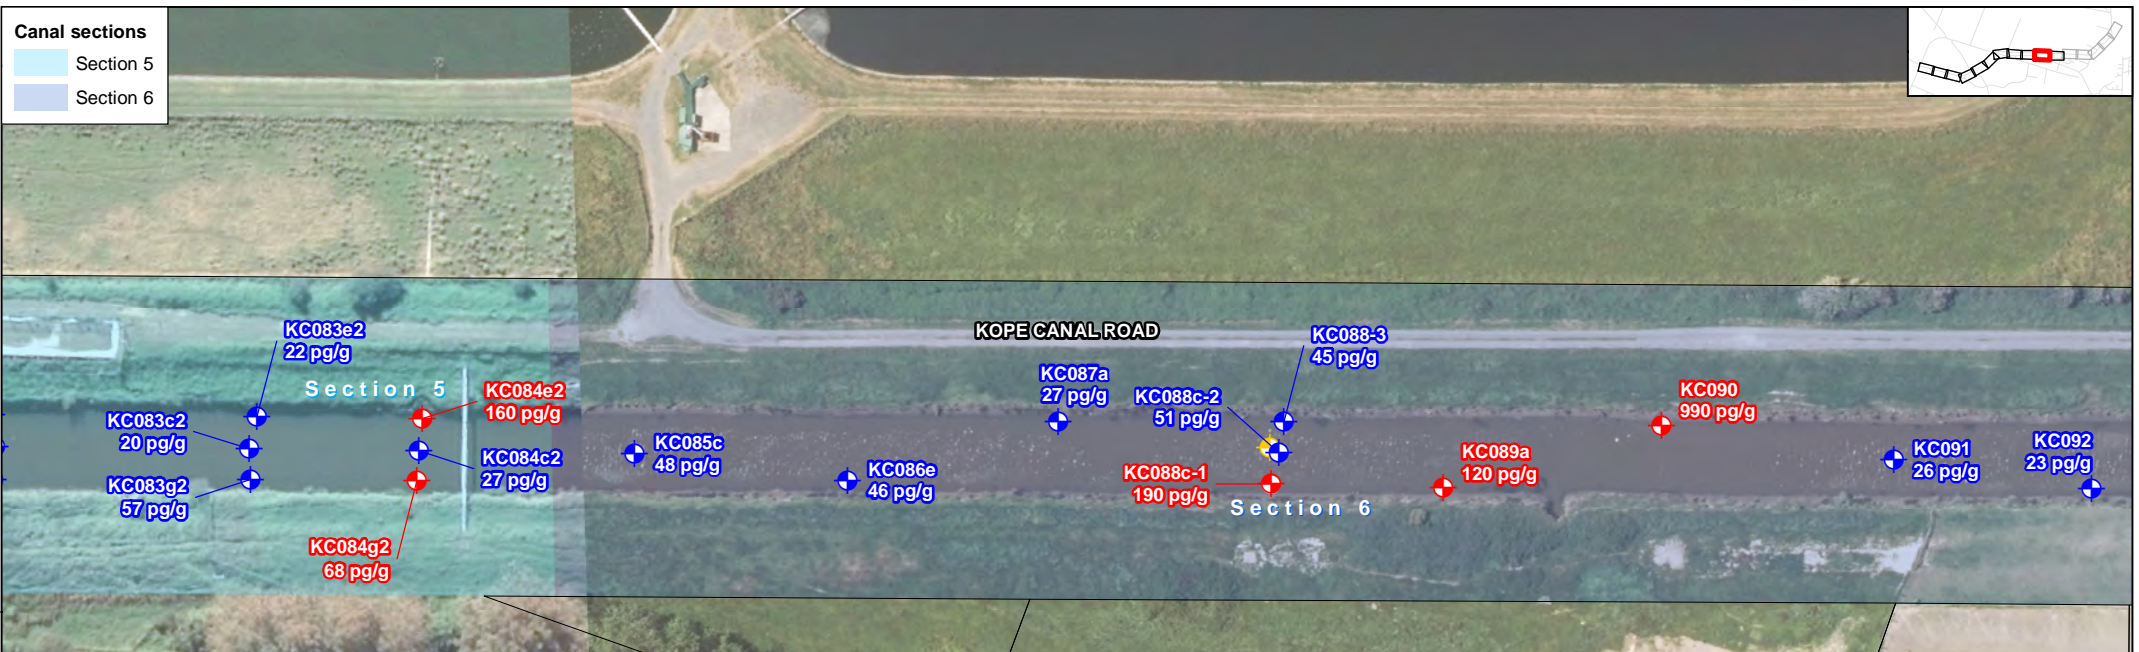 Canal sections
Section 5
Section 6
KC083e2
22 pg/g
Section 5
KC083c2
20 pg/g
KC083g2
57 pg/g
KC084e2
160 pg/g
KC084c2
27 pg/g
KC084g2
68 pg/g
KOPE CANAL ROAD
KC085c
48 pg/g
KC086e
46 pg/g
KC087a
27 pg/g
KC088c-2
51 pg/g
KC088-3
45 pg/g
KC088c-1
190 pg/g
Section 6
KC089a
120 pg/g
KC090
990 pg/g
KC091
26 pg/g
KC092
23 pg/g